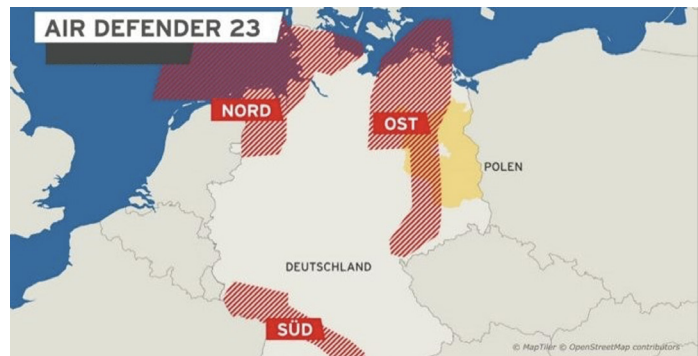 AIR DEFENDER 23
NORD
OST
POLEN
DEUTSCHLAND
SÜD
© MapTiler © OpenStreetMap contributors